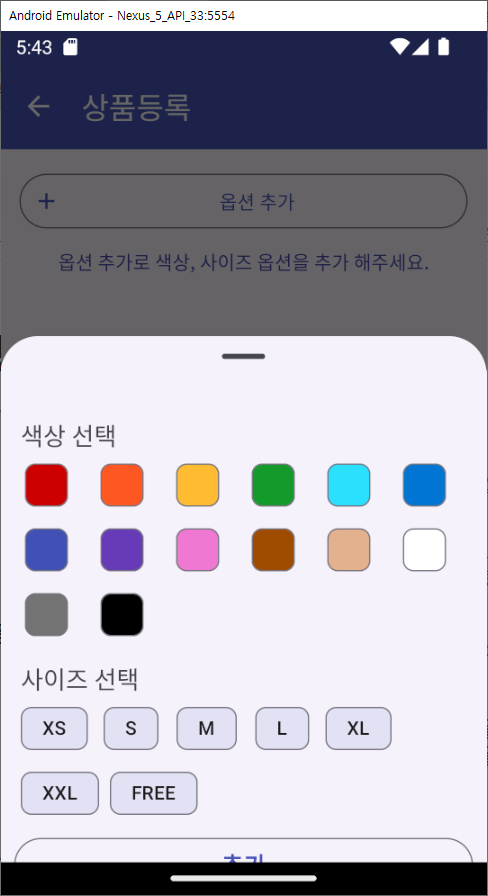 Android Emulator - Nexus_5_API_33:5554
5:43
상품등록
옵션 추가
옵션 추가로 색상, 사이즈 옵션을 추가 해주세요.
색상 선택
사이즈 선택
XS S M L XL
XXL FREE
추가